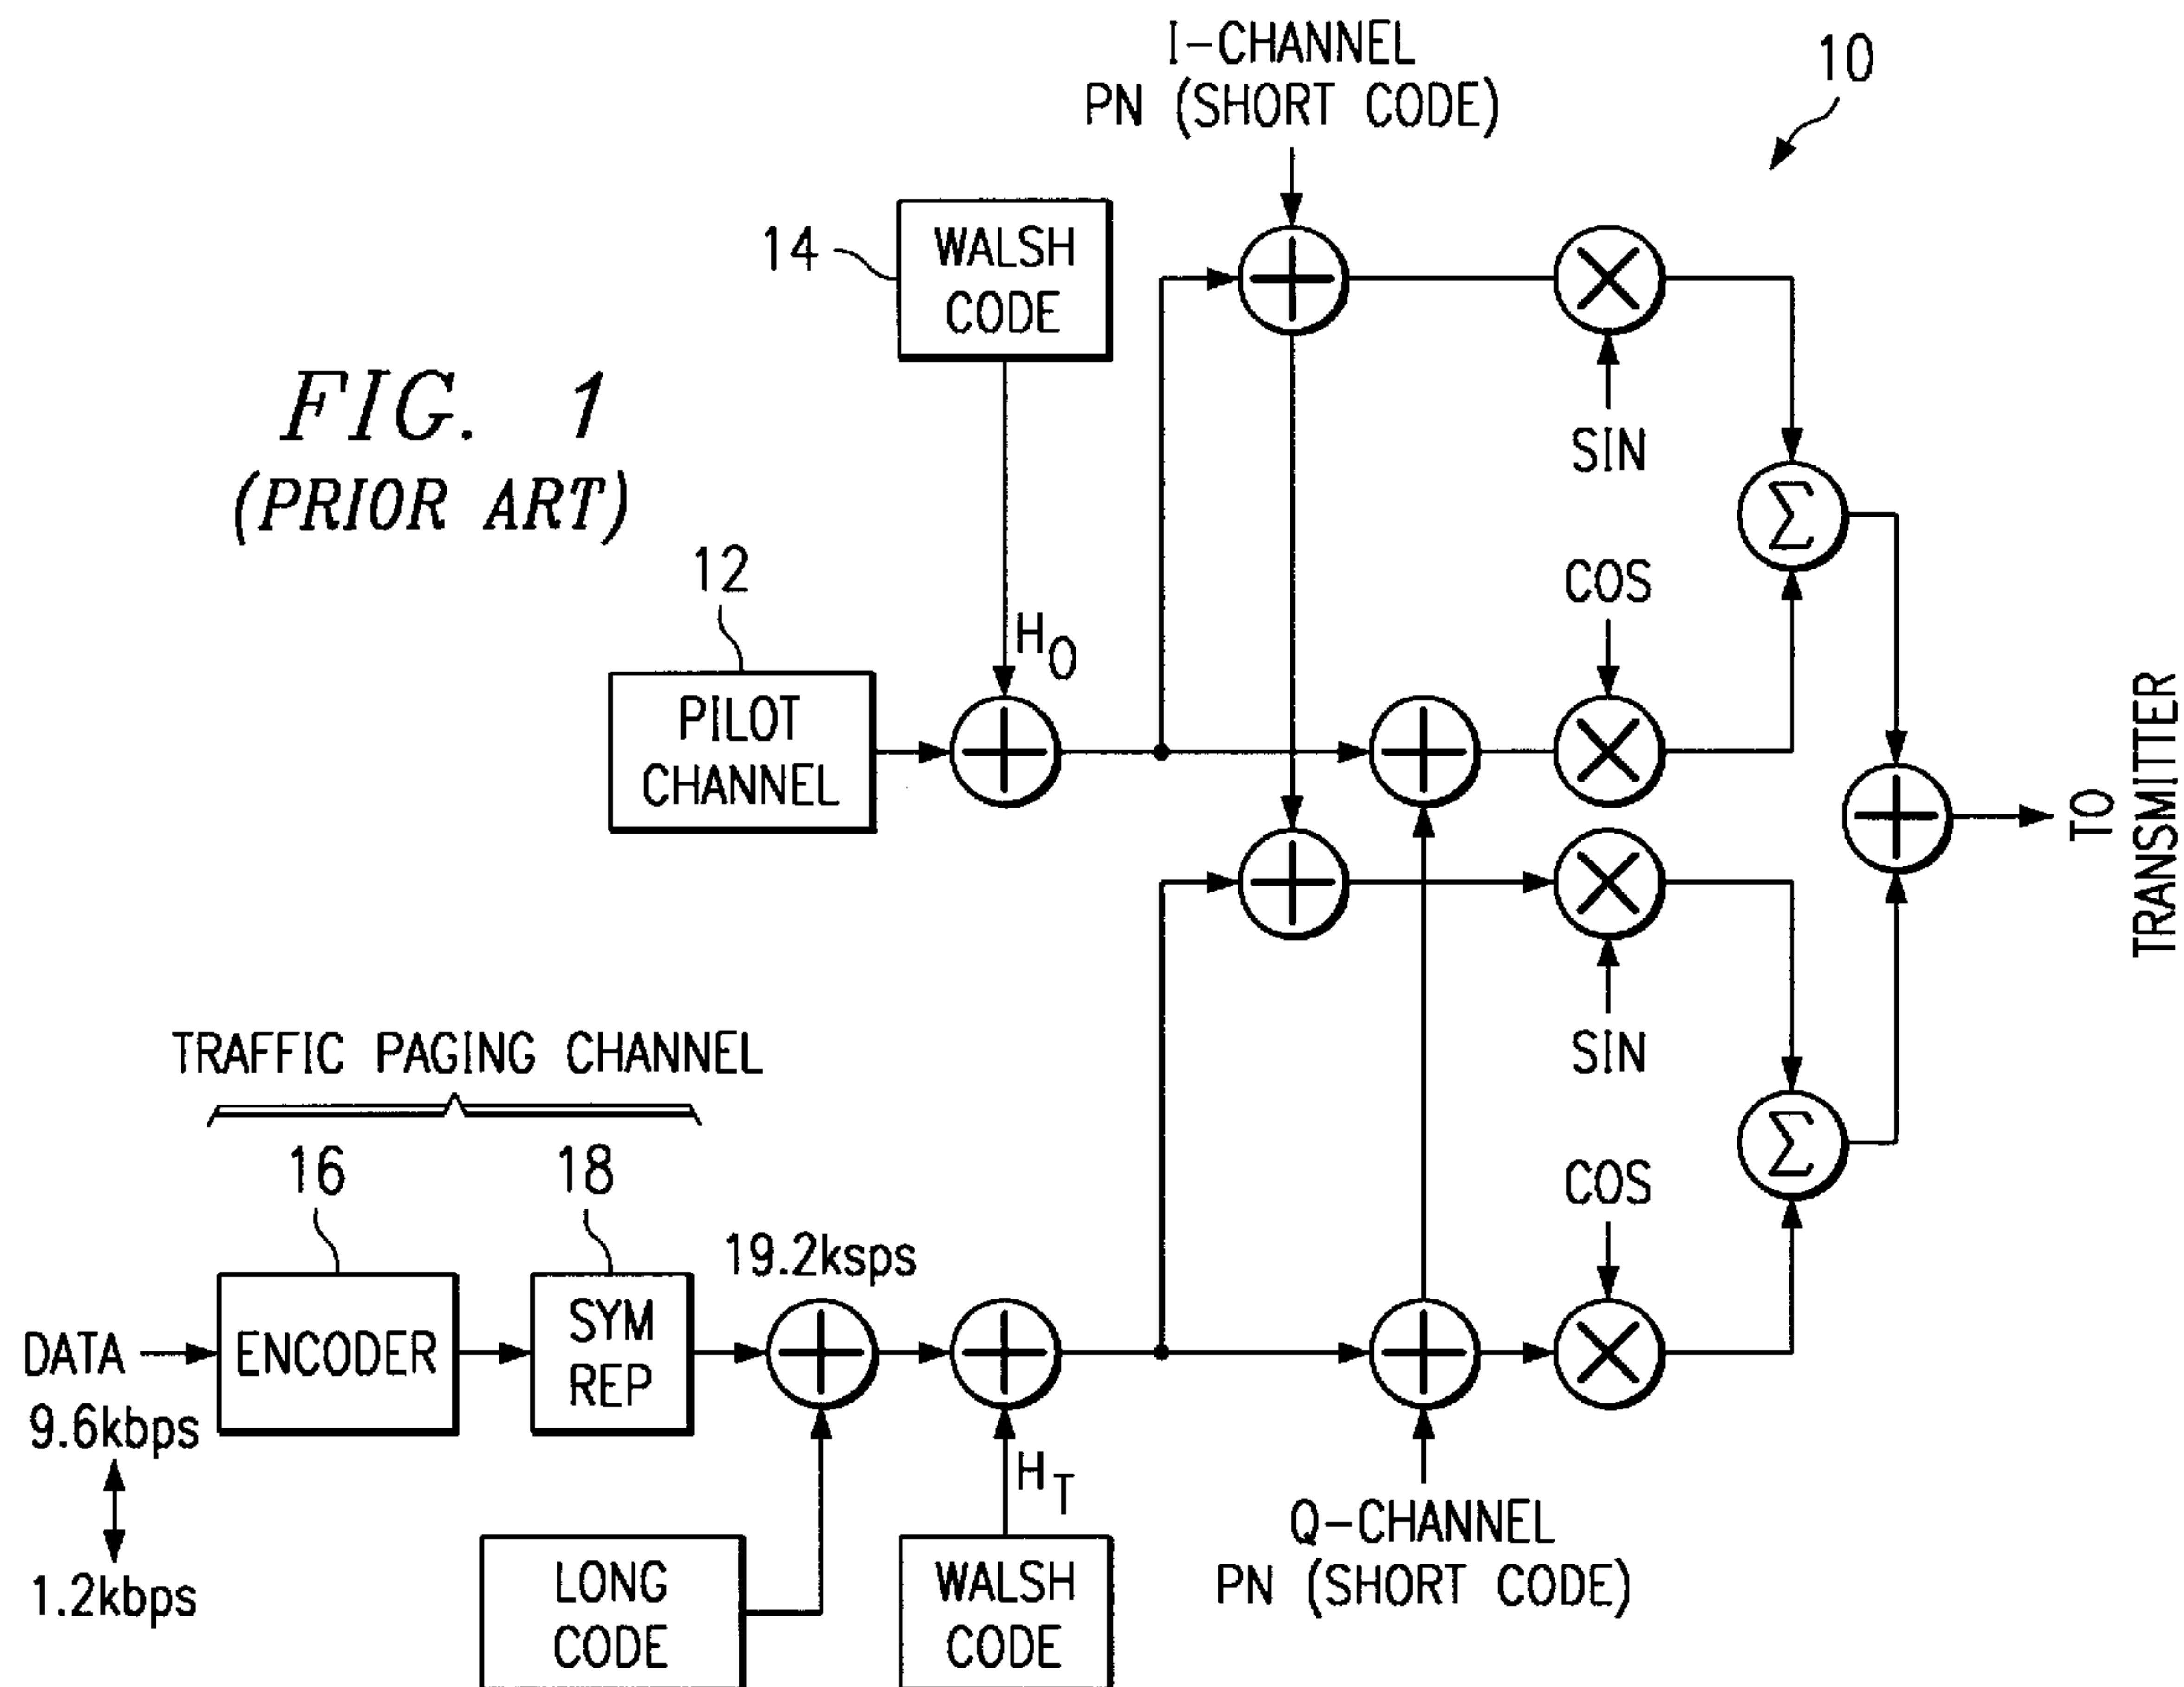 I-CHANNEL
PN (SHORT CODE)
10
14
WALSH
CODE
SIN
FIG. 1
(PRIOR ART)
Σ
12
COS
H0
PILOT
CHANNEL
TO
TRANSMITTER
SIN
TRAFFIC PAGING CHANNEL
Σ
16
18
COS
19.2ksps
DATA
ENCODER
SYM
REP
9.6kbps
HT
1.2kbps
LONG
CODE
WALSH
CODE
Q-CHANNEL
PN (SHORT CODE)